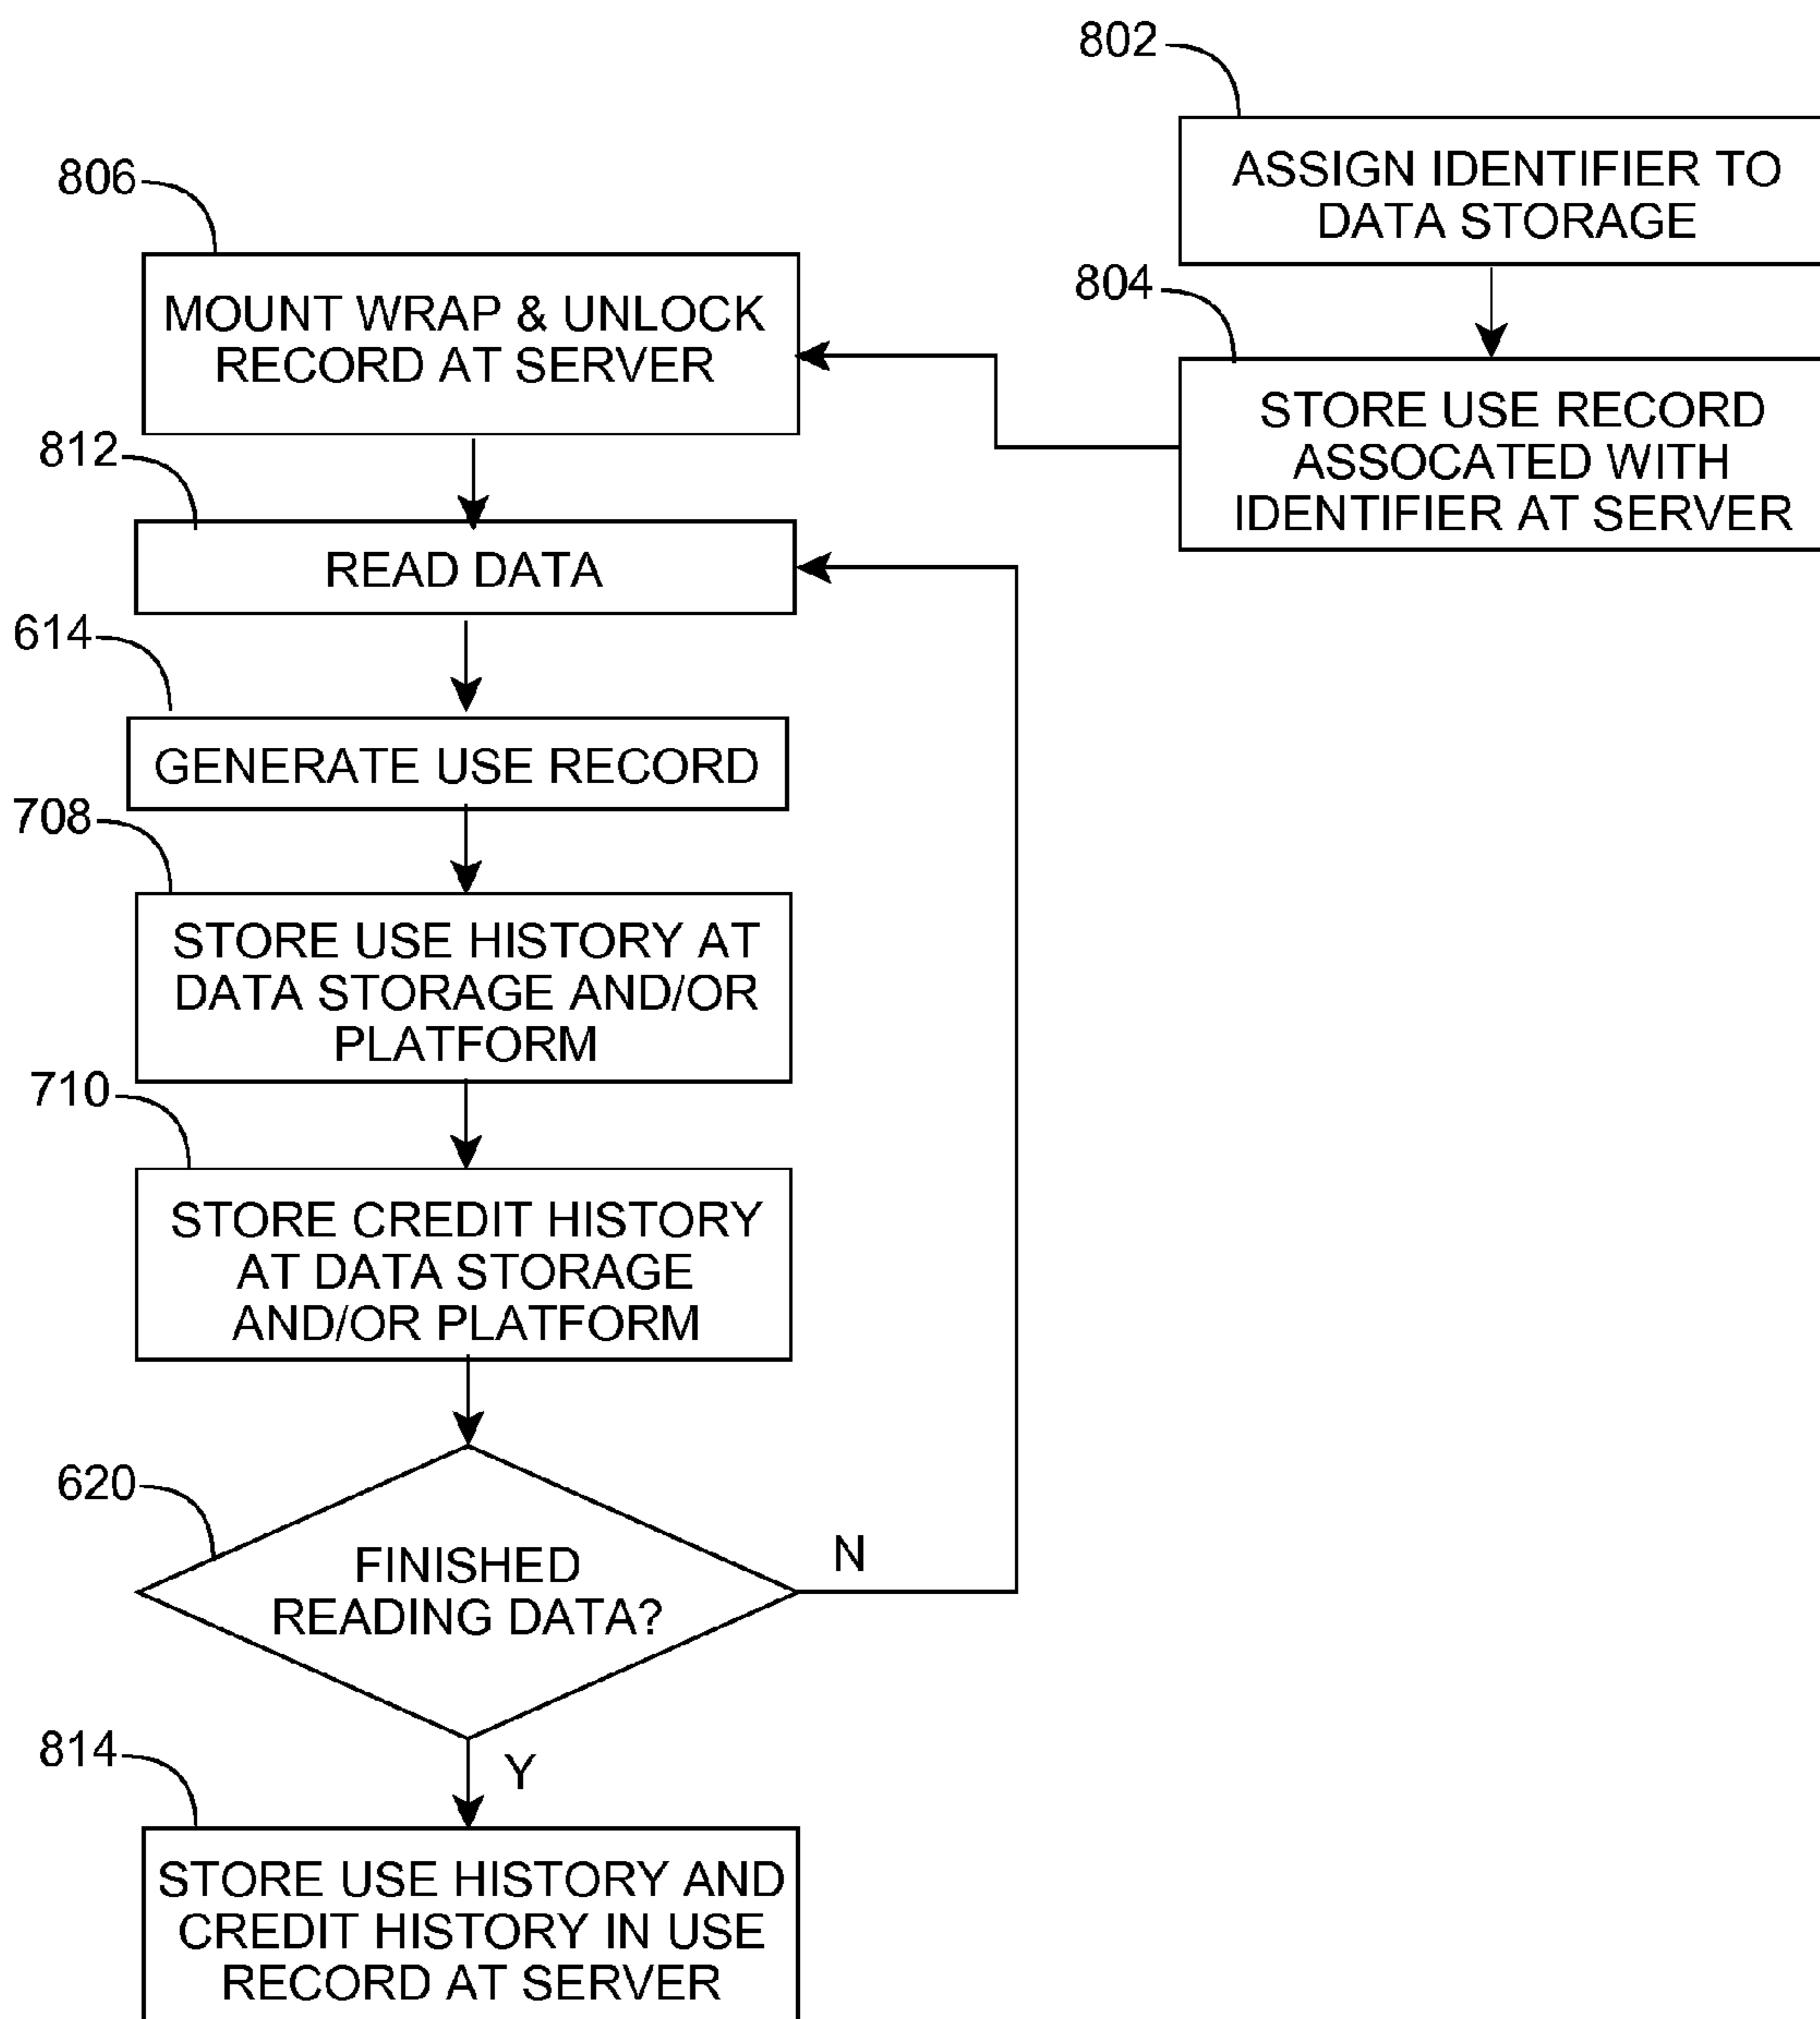 802
ASSIGN IDENTIFIER TO
DATA STORAGE
804
STORE USE RECORD
ASSOCATED WITH
IDENTIFIER AT SERVER
806
MOUNT WRAP & UNLOCK
RECORD AT SERVER
812
READ DATA
614
GENERATE USE RECORD
708
STORE USE HISTORY AT
DATA STORAGE AND/OR
PLATFORM
710
STORE CREDIT HISTORY
AT DATA STORAGE
AND/OR PLATFORM
620
FINISHED
READING DATA?
N
Y
814
STORE USE HISTORY AND
CREDIT HISTORY IN USE
RECORD AT SERVER